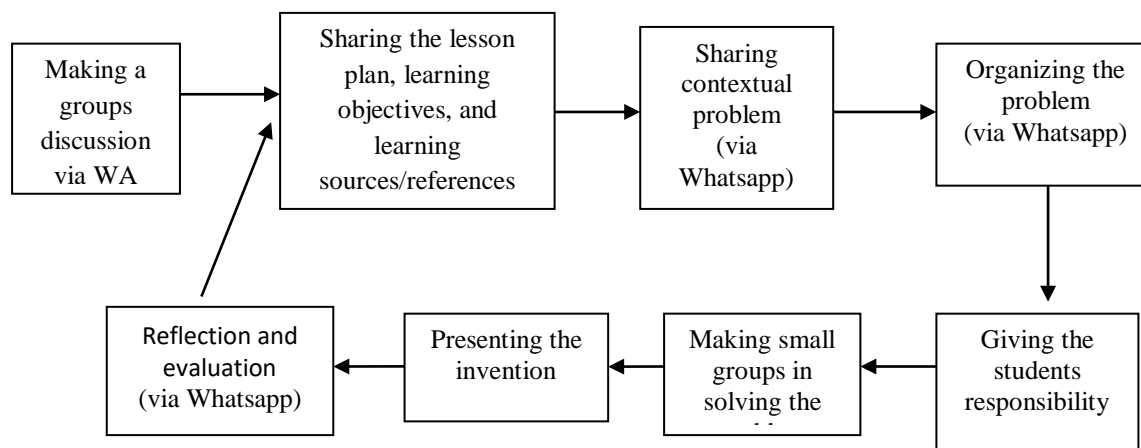 Making a
groups
discussion
via WA
Sharing the lesson
plan, learning
objectives, and
learning
sources/references
Sharing
contextual
problem
(via
Whatsapp)
Organizing the
problem
(via Whatsapp)
Giving the
students
responsibility
Making small
groups in
solving the
Presenting the
invention
Reflection and
evaluation
(via Whatsapp)